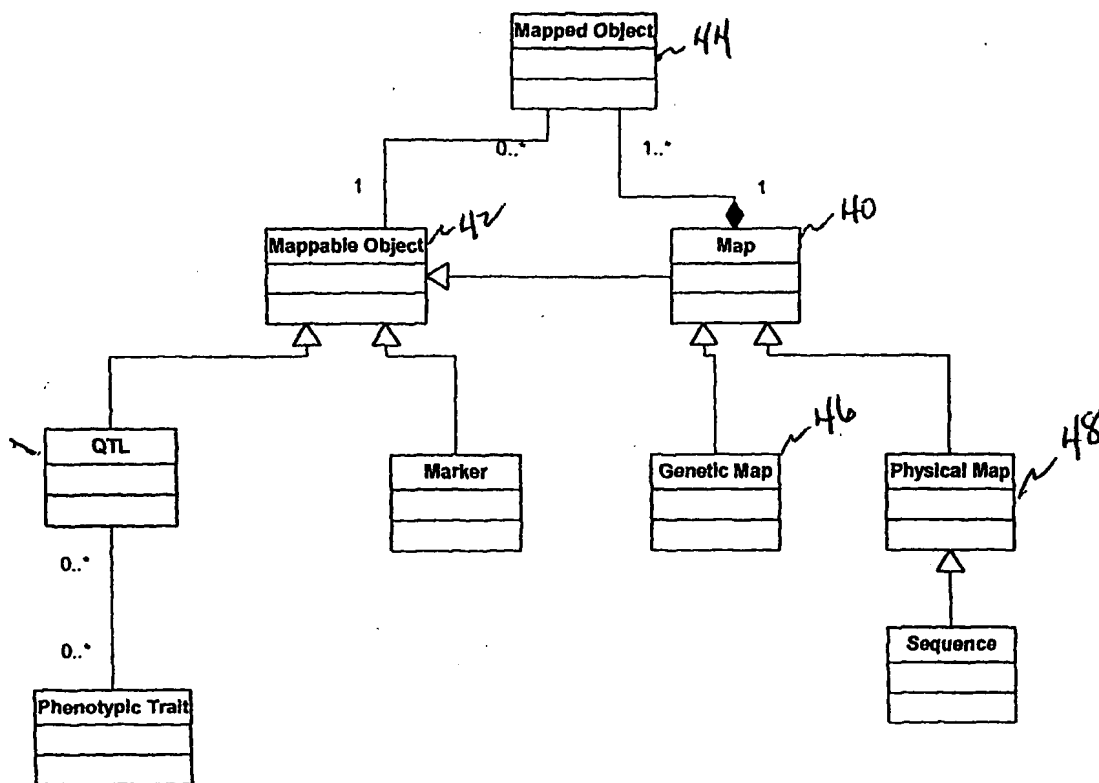 Mapped Object
44
0..*
1..*
1
1
42
40
Mappable Object
Map
46
48
QTL
Marker
Genetic Map
Physical Map
0..*
0..*
Sequence
Phenotypic Trait